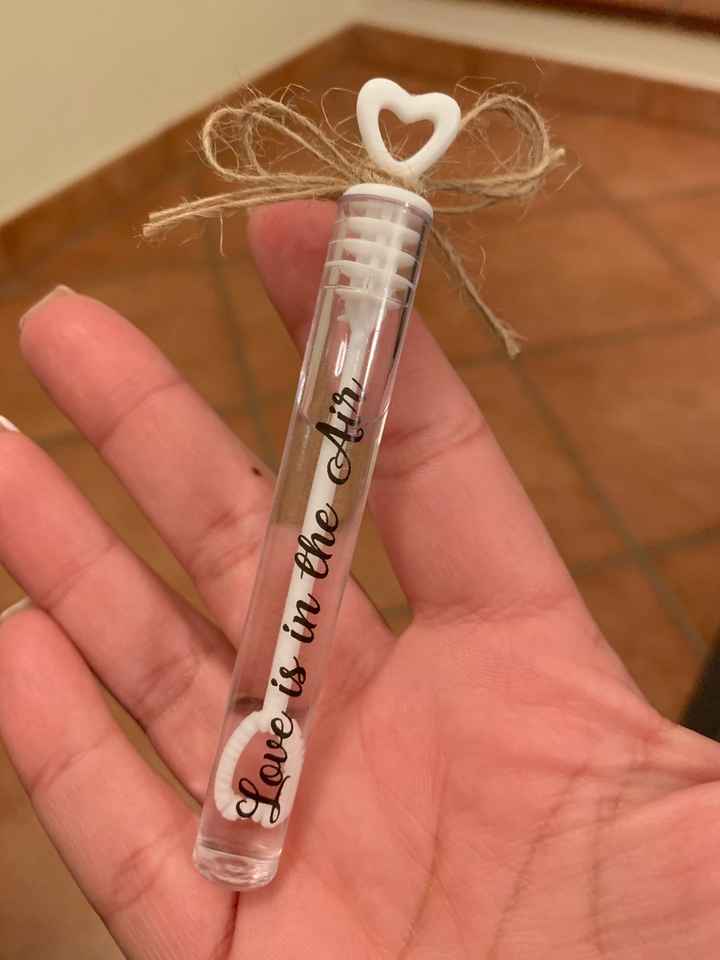 Love is in the Air